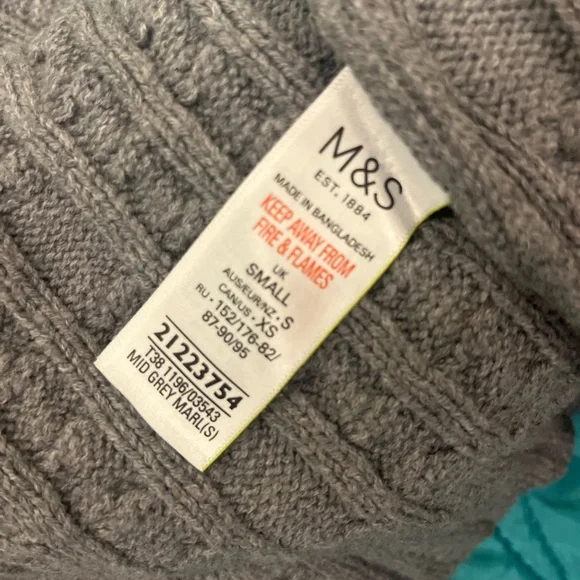 M&S
EST. 1884
MADE IN BANGLADESH
KEEP AWAY FROM
FIRE & FLAMES
UK
SMALL
AUS/EUR/NZ • S
CAN/US • XS
RU • 152/176-82/
87-90/95
21223754
T38 1196/03543
MID GREY MARL(S)